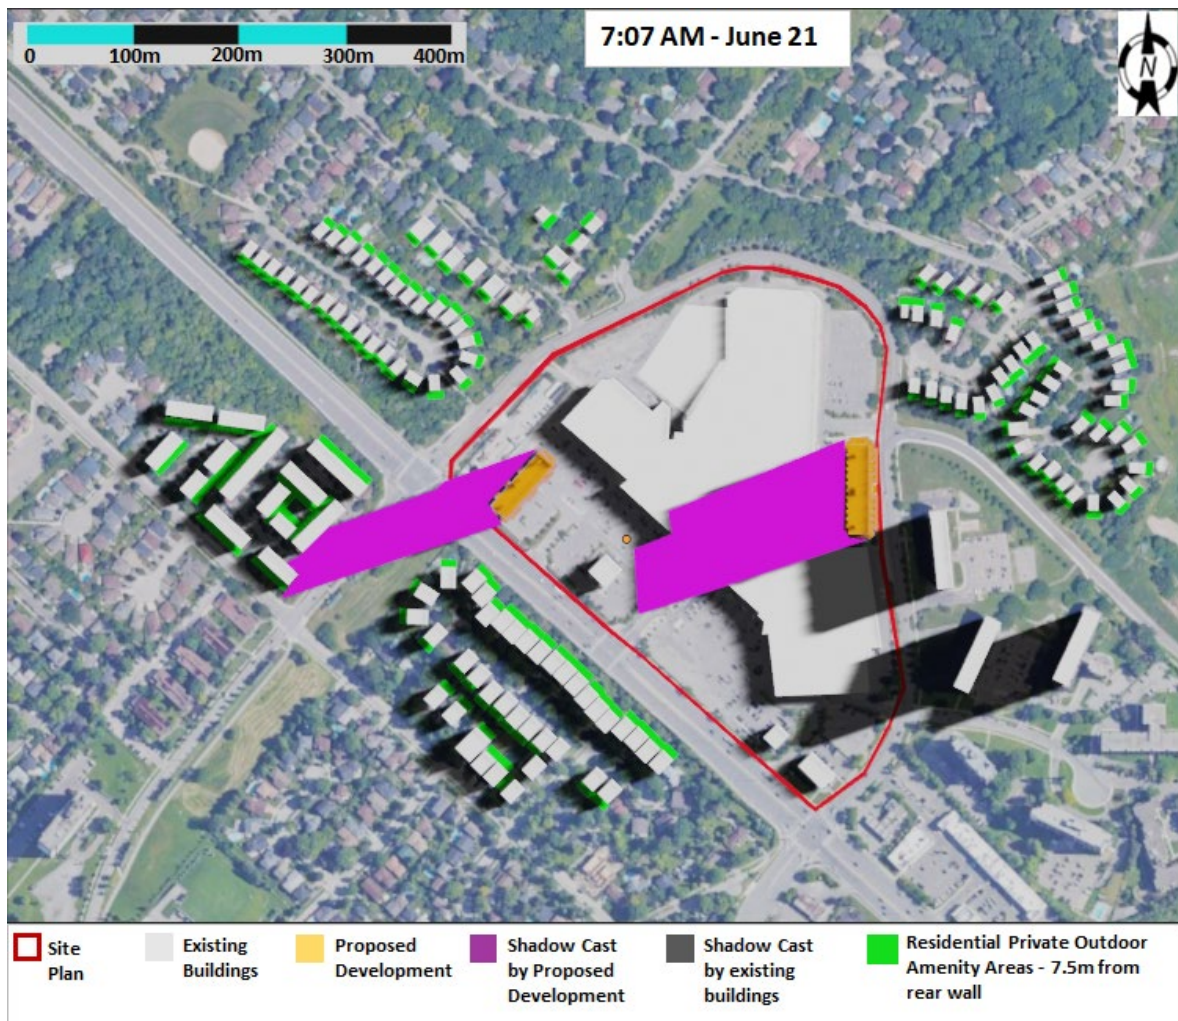 7:07 AM - June 21
0 100m 200m 300m 400m
N
Site
Plan
Existing
Buildings
Proposed
Development
Shadow Cast
by Proposed
Development
Shadow Cast
by existing
buildings
Residential Private Outdoor
Amenity Areas - 7.5m from
rear wall